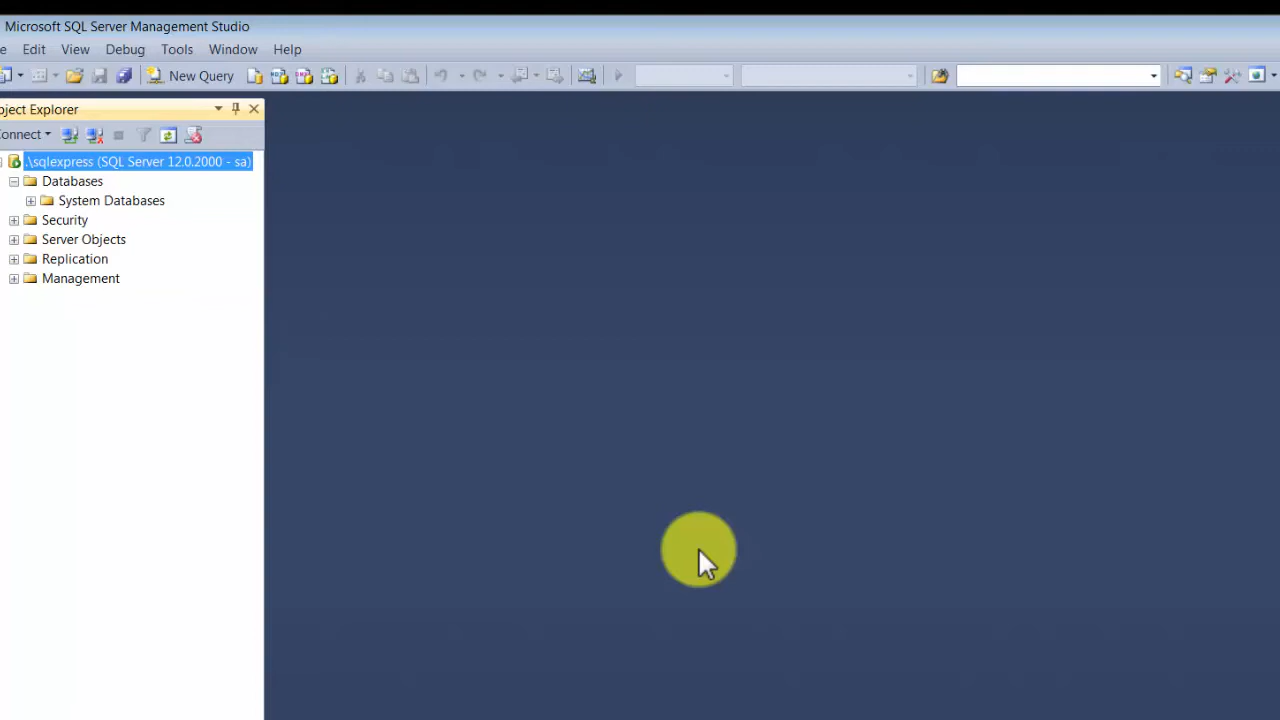 Microsoft SQL Server Management Studio
e Edit View Debug Tools Window Help
New Query
bject Explorer
onnect
.\sqlexpress (SQL Server 12.0.2000 - sa)
Databases
System Databases
Security
Server Objects
Replication
Management